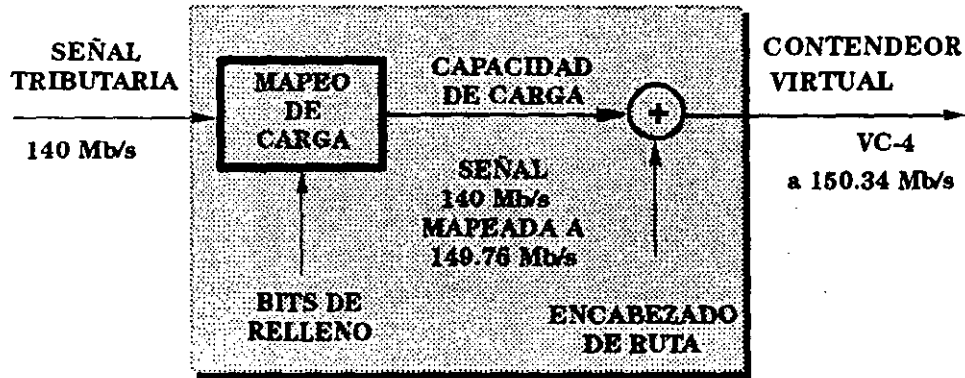 SEÑAL
TRIBUTARIA
140 Mb/s
MAPEO
DE
CARGA
BITS DE
RELLENO
CAPACIDAD
DE CARGA
SEÑAL
140 Mb/s
MAPEADA A
149.76 Mb/s
+
ENCABEZADO
DE RUTA
CONTENDEOR
VIRTUAL
VC-4
a 150.34 Mb/s